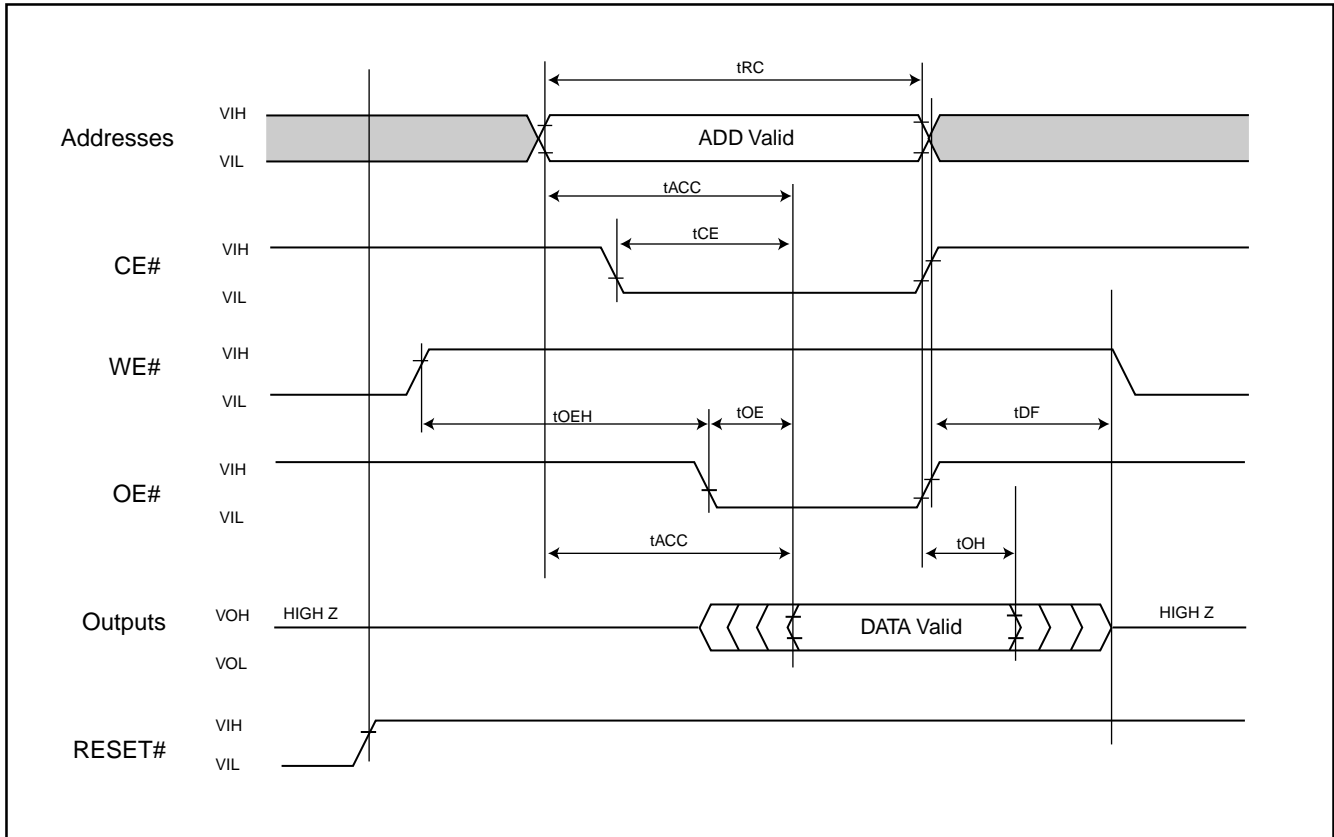 tRC
VIH
Addresses
ADD Valid
VIL
tACC
tCE
VIH
CE#
VIL
VIH
WE#
VIL
tOEH
tOE
tDF
VIH
OE#
VIL
tACC
tOH
VOH
HIGH Z
Outputs
DATA Valid
HIGH Z
VOL
VIH
RESET#
VIL